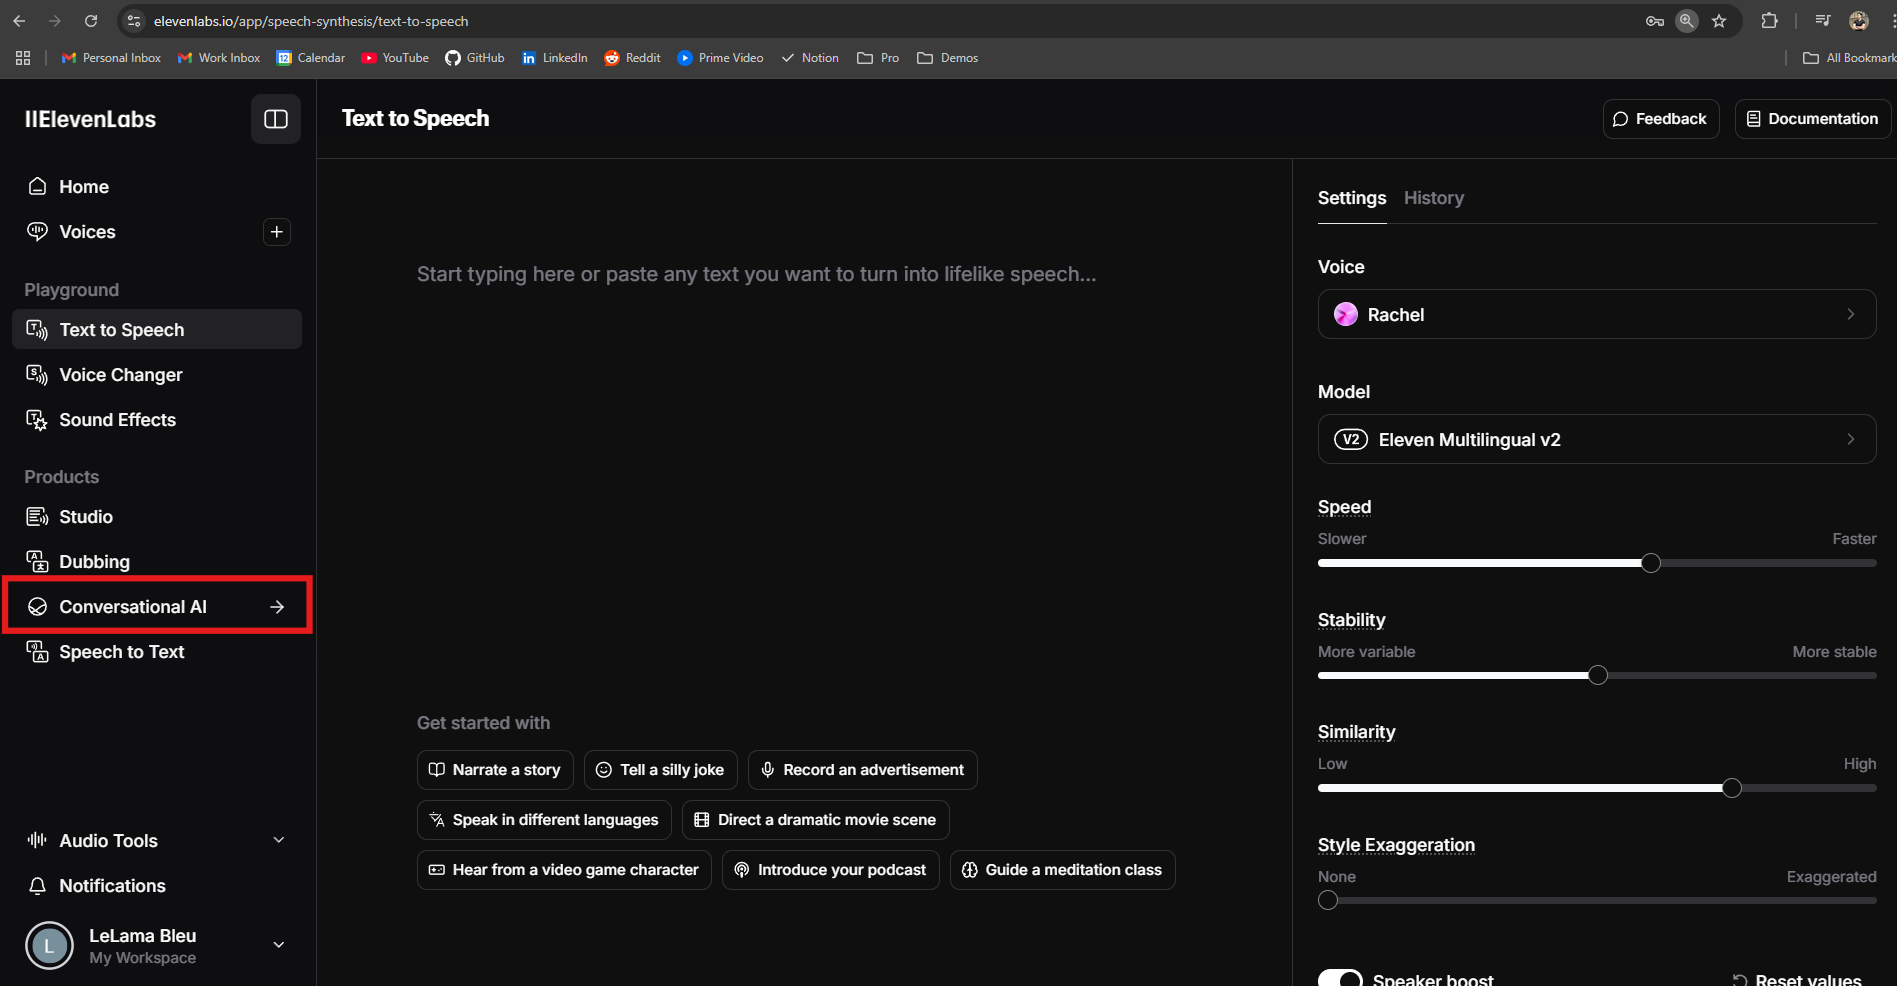 elevenlabs.io/app/speech-synthesis/text-to-speech
Personal Inbox
Work Inbox
12
Calendar
YouTube
GitHub
in
LinkedIn
Reddit
Prime Video
Notion
Pro
Demos
All Bookmark
IIElevenLabs
Home
Voices
Playground
Text to Speech
Voice Changer
Sound Effects
Products
Studio
Dubbing
Conversational AI
Speech to Text
Audio Tools
Notifications
L
LeLama Bleu
My Workspace
Text to Speech
Feedback
Documentation
Start typing here or paste any text you want to turn into lifelike speech...
Get started with
Narrate a story
Tell a silly joke
Record an advertisement
Speak in different languages
Direct a dramatic movie scene
Hear from a video game character
Introduce your podcast
Guide a meditation class
Settings
History
Voice
Rachel
Model
V2 Eleven Multilingual v2
Speed
Slower
Faster
Stability
More variable
More stable
Similarity
Low
High
Style Exaggeration
None
Exaggerated
Speaker boost
Reset values